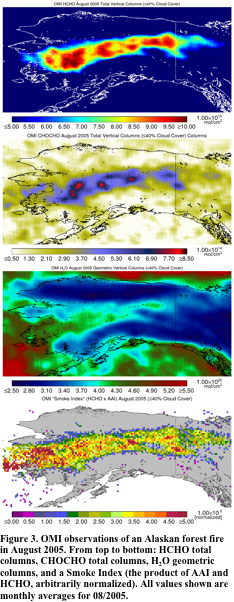 OMI HCHO August 2005 Total Vertical Columns (≤40% Cloud Cover)
1.00×10¹⁶
≤5.00 5.50 6.00 6.50 7.00 7.50 8.00 8.50 9.00 9.50 ≥10.00 mol/cm²
OMI CHOCHO August 2005 Total Vertical Columns (≤40% Cloud Cover) Columns
1.00×10¹⁴
≤0.50 1.30 2.10 2.90 3.70 4.50 5.30 6.10 6.90 7.70 ≥8.50 mol/cm²
OMI H₂O August 2005 Geometric Vertical Columns (≤40% Cloud Cover)
≤2.50 2.80 3.10 3.40 3.70 4.00 4.30 4.60 4.90 5.20 ≥5.50 mol/cm²
OMI "Smoke Index" (HCHO x AAI) August 2005 (≤40% Cloud Cover)
≤0.00 0.50 1.00 1.50 2.00 2.50 3.00 3.50 4.00 4.50 ≥5.00 [normalized]
Figure 3. OMI observations of an Alaskan forest fire
in August 2005. From top to bottom: HCHO total
columns, CHOCHO total columns, H₂O geometric
columns, and a Smoke Index (the product of AAI and
HCHO, arbitrarily normalized). All values shown are
monthly averages for 08/2005.